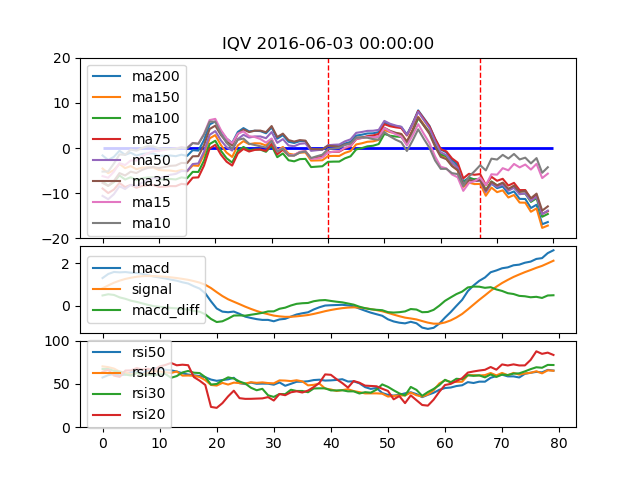 IQV 2016-06-03 00:00:00
20
10
0
−10
−20
ma200
ma150
ma100
ma75
ma50
ma35
ma15
ma10
2
0
macd
signal
macd_diff
100
50
0
rsi50
rsi40
rsi30
rsi20
0 10 20 30 40 50 60 70 80